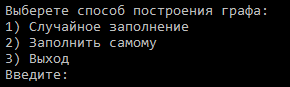 Выберете способ построения графа:
1) Случайное заполнение
2) Заполнить самому
3) Выход
Введите: